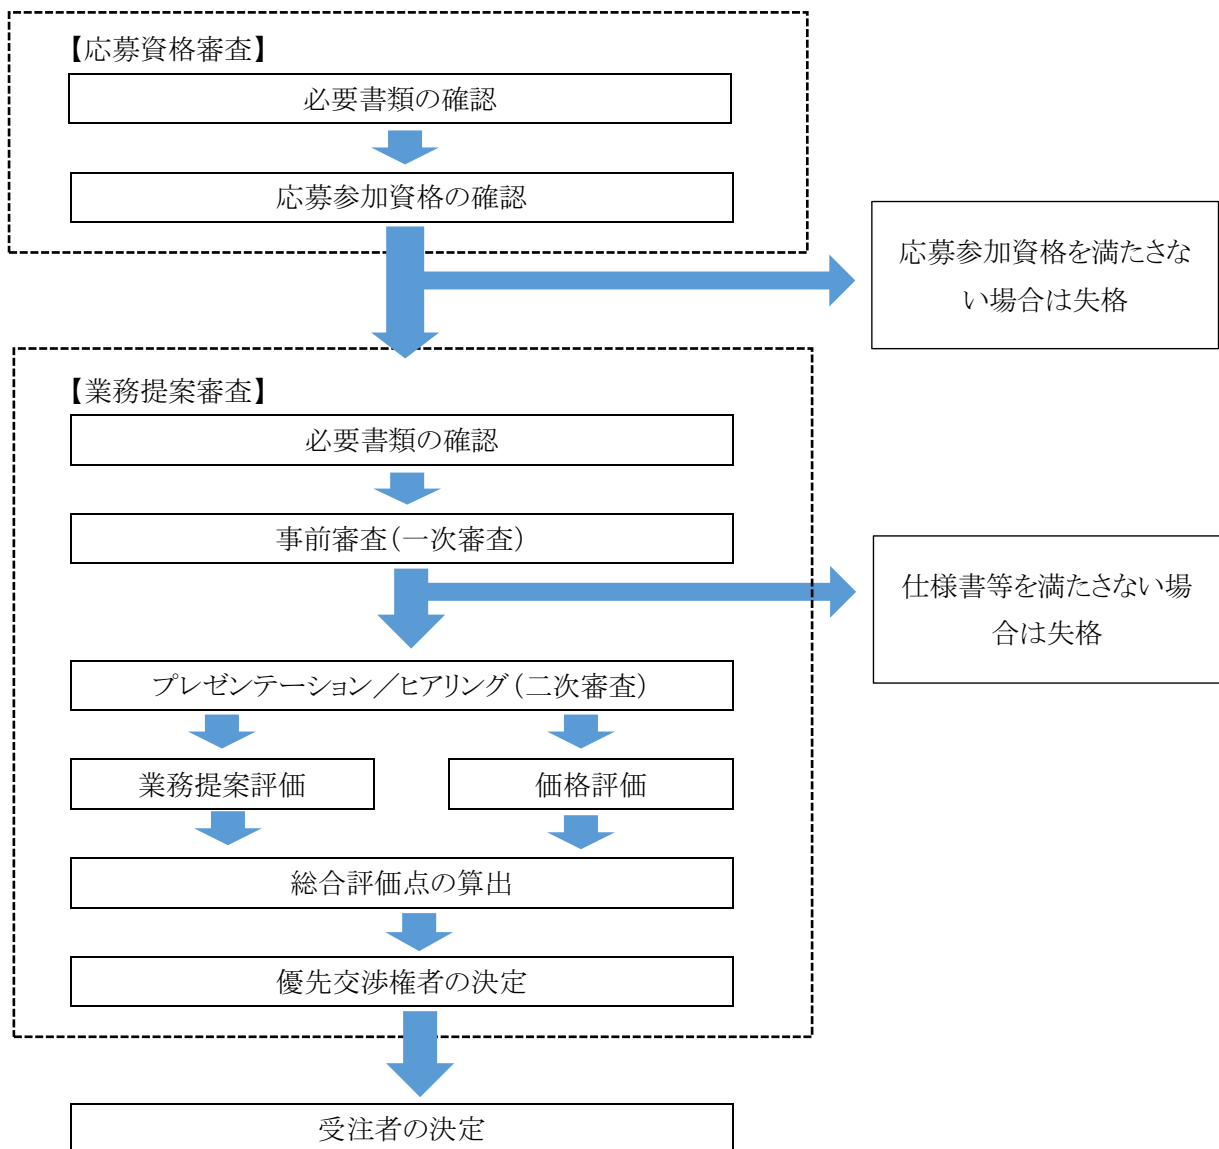 【応募資格審査】
必要書類の確認
応募参加資格の確認
応募参加資格を満たさな
い場合は失格
【業務提案審査】
必要書類の確認
事前審査(一次審査)
仕様書等を満たさない場
合は失格
プレゼンテーション／ヒアリング(二次審査)
業務提案評価
価格評価
総合評価点の算出
優先交渉権者の決定
受注者の決定